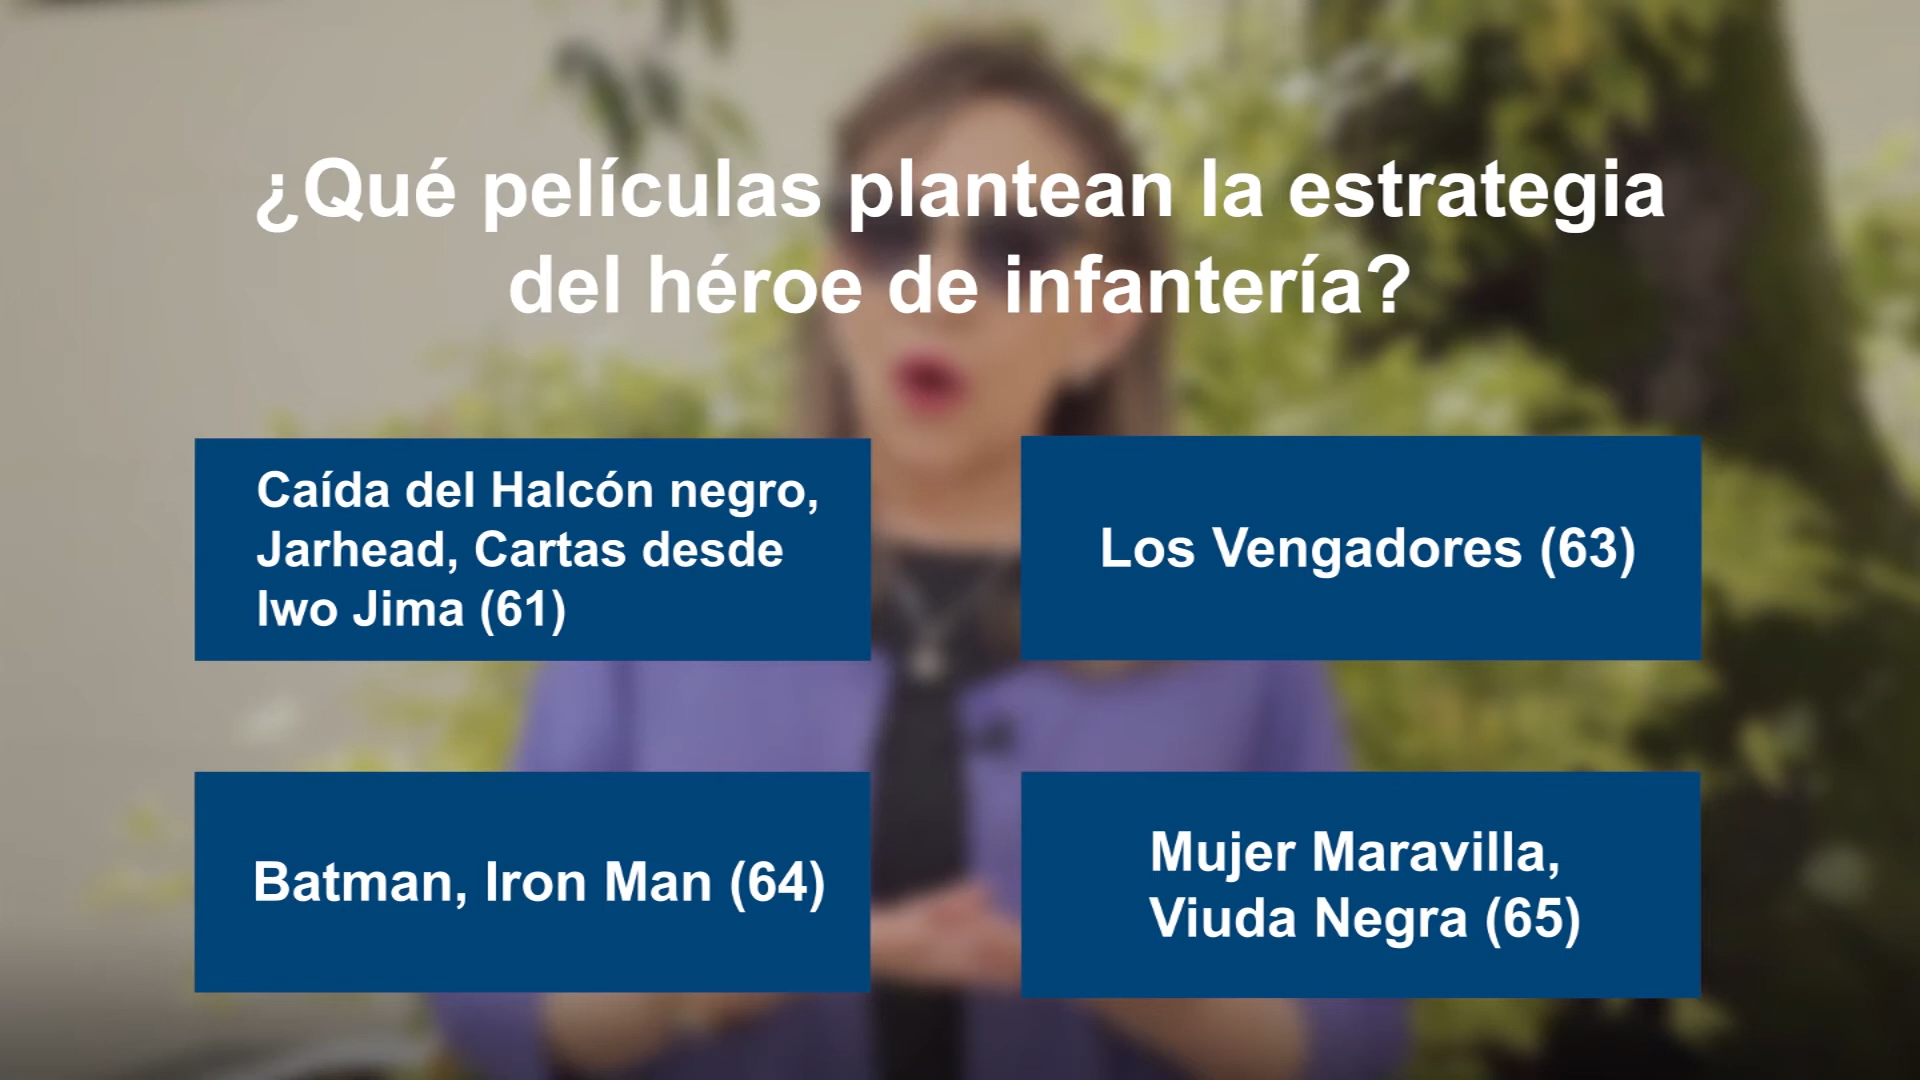 ¿Qué películas plantean la estrategia
del héroe de infantería?
Caída del Halcón negro,
Jarhead, Cartas desde
Iwo Jima (61)
Los Vengadores (63)
Batman, Iron Man (64)
Mujer Maravilla,
Viuda Negra (65)